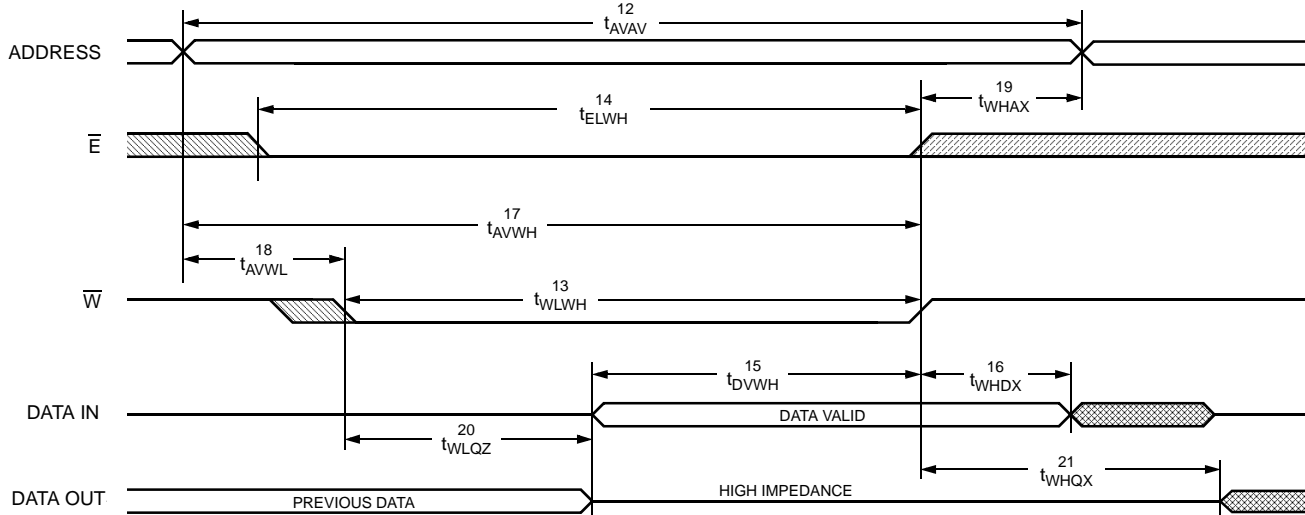 12
tAVAV
ADDRESS
14
tELWH
19
tWHAX
E
17
tAVWH
18
tAVWL
W
13
tWLWH
15
tDVWH
16
tWHDX
DATA IN
DATA VALID
20
tWLQZ
21
tWHQX
DATA OUT
PREVIOUS DATA
HIGH IMPEDANCE